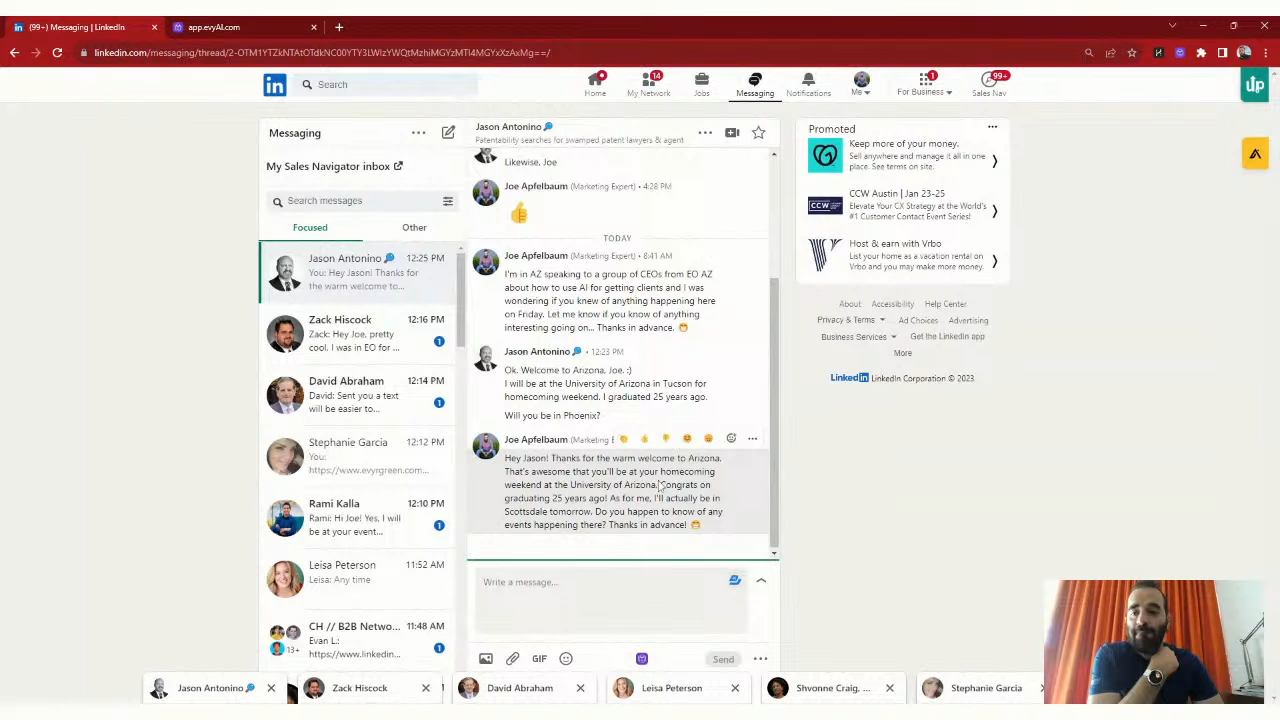 (99+) Messaging | LinkedIn
app.evyAI.com
linkedin.com/messaging/thread/
in
Search
Home
14
My Network
Jobs
Messaging
Notifications
Me
1
For Business
99+
Sales Nav
up
Messaging
My Sales Navigator inbox
Search messages
Focused
Other
Jason Antonino
12:25 PM
You: Hey Jason! Thanks for
the warm welcome to...
Zack Hiscock
12:16 PM
Zack: Hey Joe, pretty
cool. I was in EO for ...
1
David Abraham
12:14 PM
David: Sent you a text
will be easier to...
1
Stephanie Garcia
12:12 PM
You:
https://www.evyrgreen.com...
Rami Kalla
12:10 PM
Rami: Hi Joe! Yes, I will
be at your event...
1
Leisa Peterson
11:52 AM
Leisa: Any time
CH // B2B Netwo...
11:48 AM
13+
Evan L.:
https://www.linkedin...
1
Jason Antonino
Patentability searches for swamped patent lawyers & agent
Likewise, Joe
Joe Apfelbaum (Marketing Expert) • 4:28 PM
TODAY
Joe Apfelbaum (Marketing Expert) • 8:41 AM
I'm in AZ speaking to a group of CEOs from EO AZ
about how to use AI for getting clients and I was
wondering if you knew of anything happening here
on Friday. Let me know if you know of anything
interesting going on... Thanks in advance.
Jason Antonino • 12:23 PM
Ok. Welcome to Arizona, Joe. :)
I will be at the University of Arizona in Tucson for
homecoming weekend. I graduated 25 years ago.
Will you be in Phoenix?
Joe Apfelbaum (Marketing E
Hey Jason! Thanks for the warm welcome to Arizona.
That's awesome that you'll be at your homecoming
weekend at the University of Arizona. Congrats on
graduating 25 years ago! As for me, I'll actually be in
Scottsdale tomorrow. Do you happen to know of any
events happening there? Thanks in advance!
Write a message...
GIF
Send
Promoted
Keep more of your money.
Sell anywhere and manage it all in one
place. See terms on site.
CCW
CCW Austin | Jan 23-25
Elevate Your CX Strategy at the World's
#1 Customer Contact Event Series!
Host & earn with Vrbo
List your home as a vacation rental on
Vrbo and you may make more money.
About
Accessibility
Help Center
Privacy & Terms
Ad Choices
Advertising
Business Services
Get the LinkedIn app
More
LinkedIn LinkedIn Corporation © 2023
Jason Antonino
Zack Hiscock
David Abraham
Leisa Peterson
Shvonne Craig, ...
Stephanie Garcia